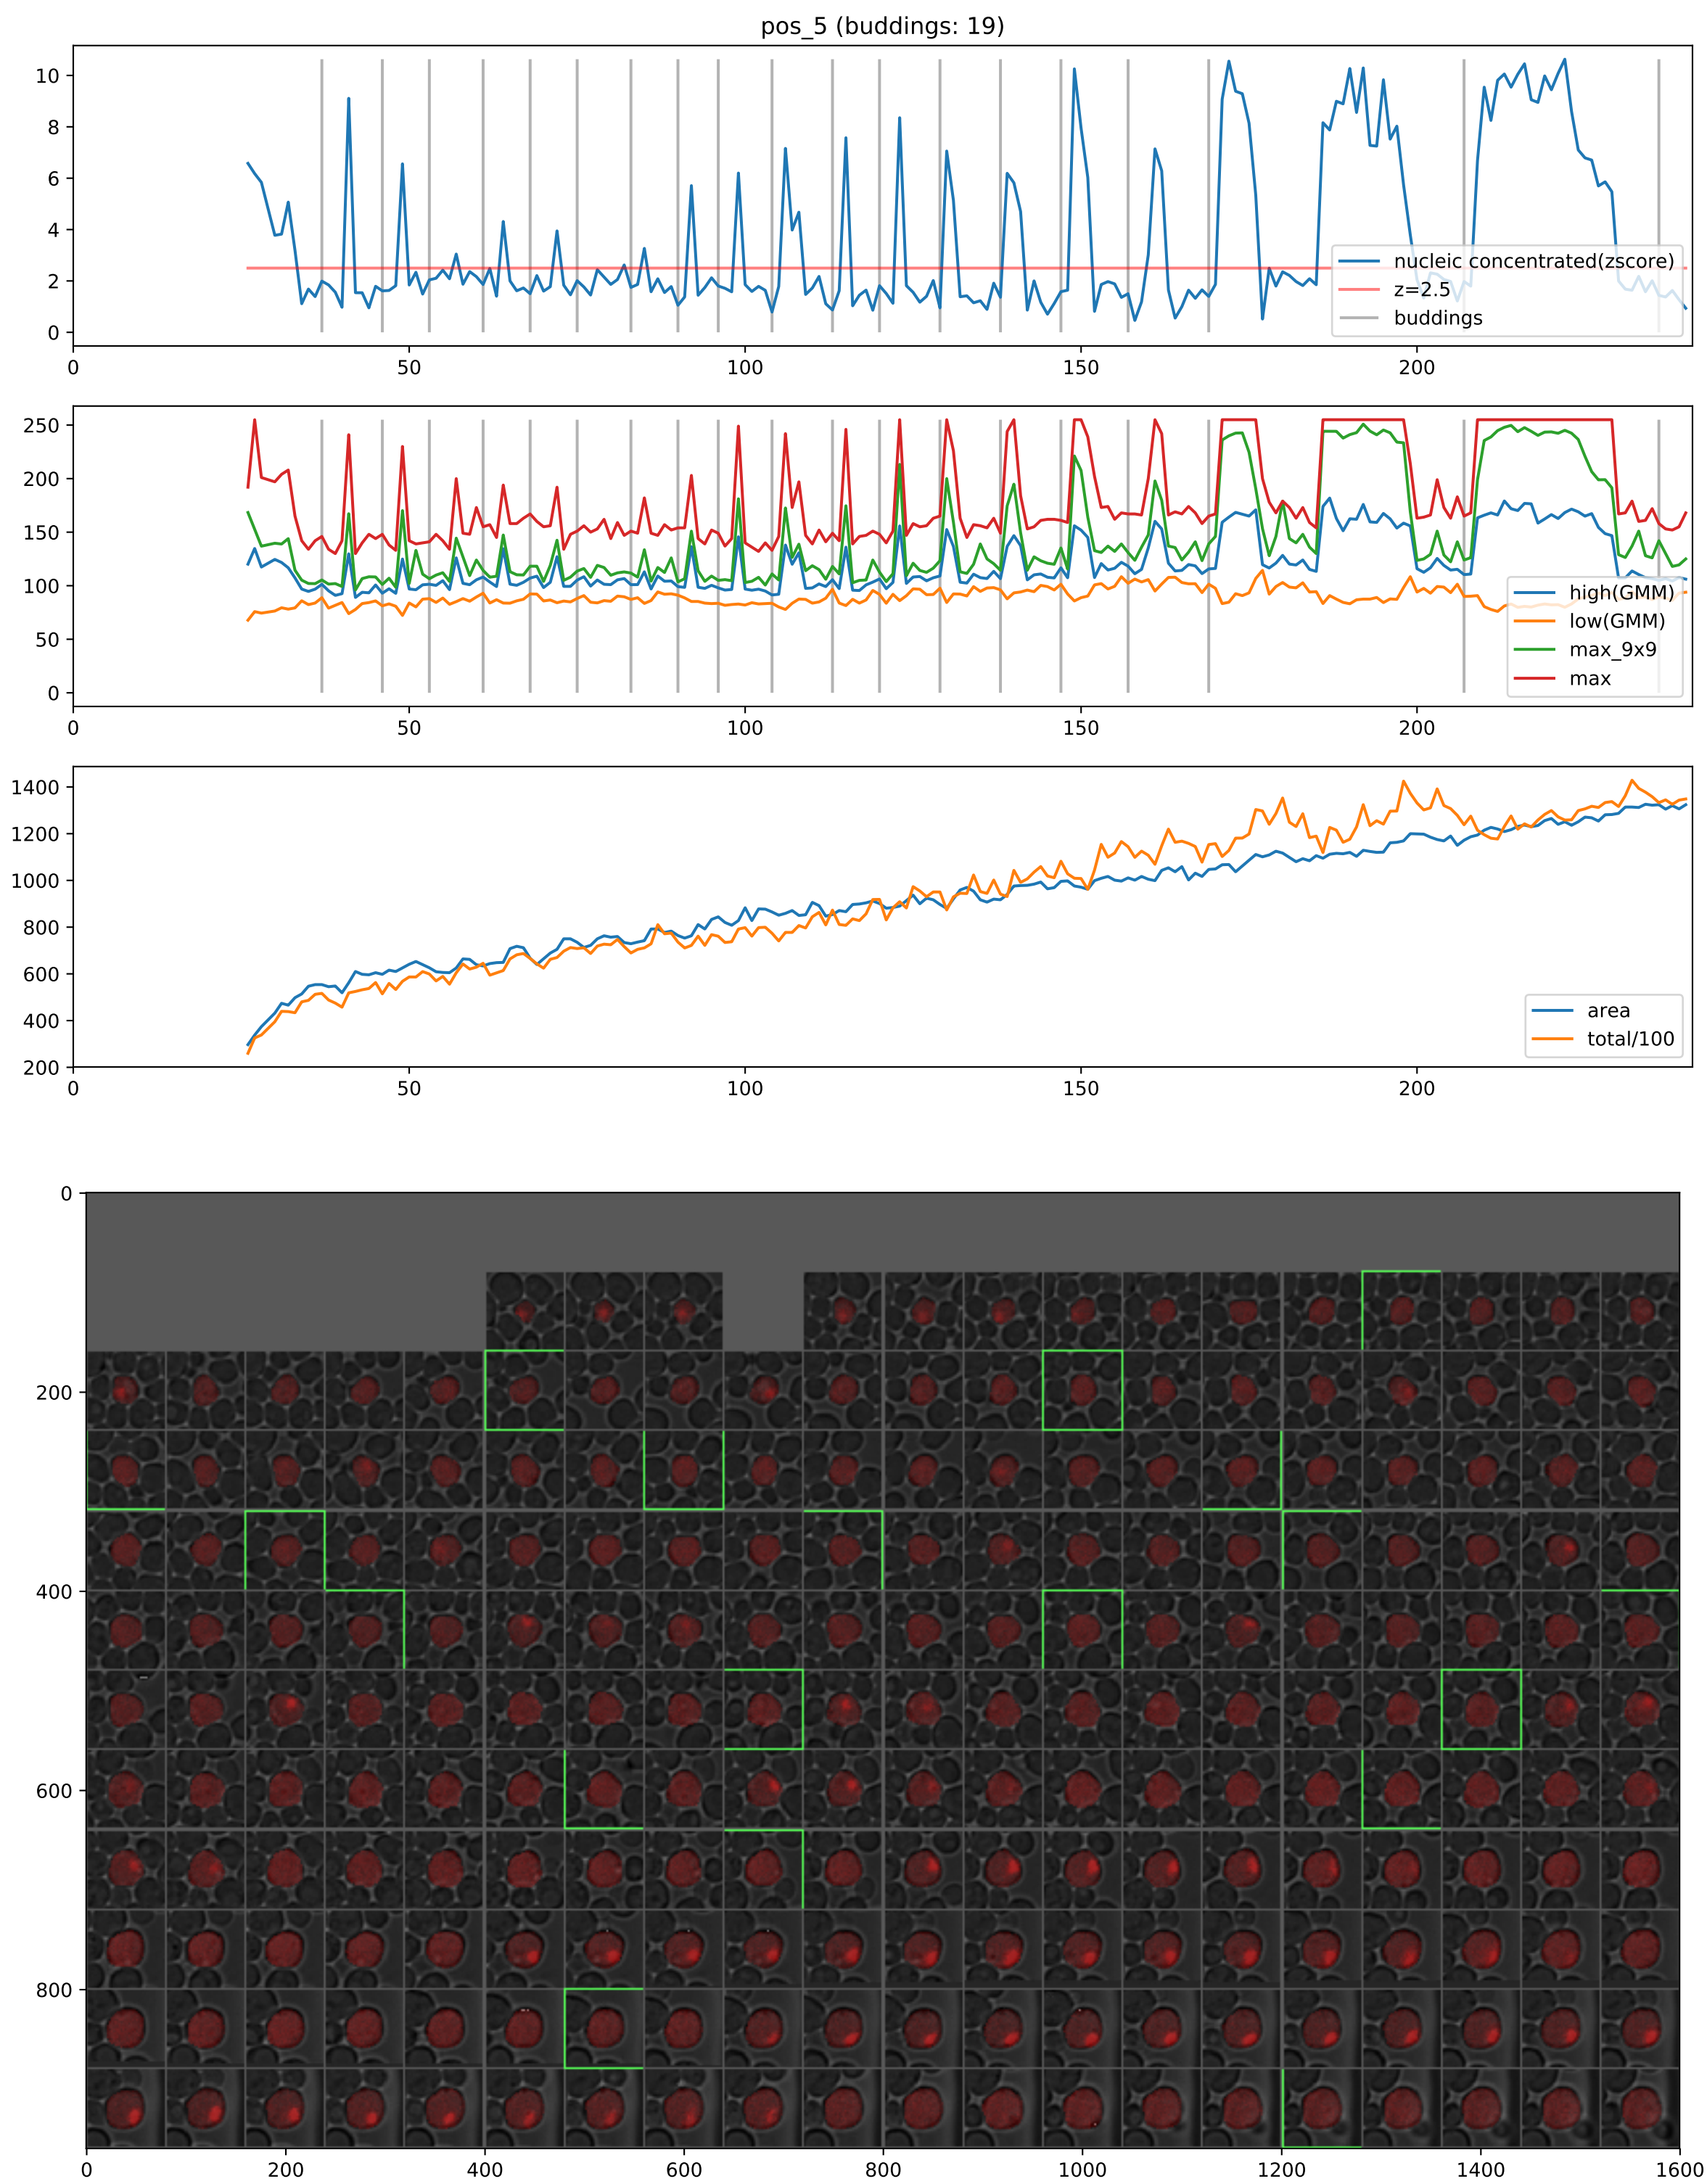 pos_5 (buddings: 19)
10
8
6
4
2
0
nucleic concentrated(zscore)
z=2.5
buddings
0 50 100 150 200
250
200
150
100
50
0
high(GMM)
low(GMM)
max_9x9
max
0 50 100 150 200
1400
1200
1000
800
600
400
200
area
total/100
0 50 100 150 200
0
200
400
600
800
0 200 400 600 800 1000 1200 1400 1600